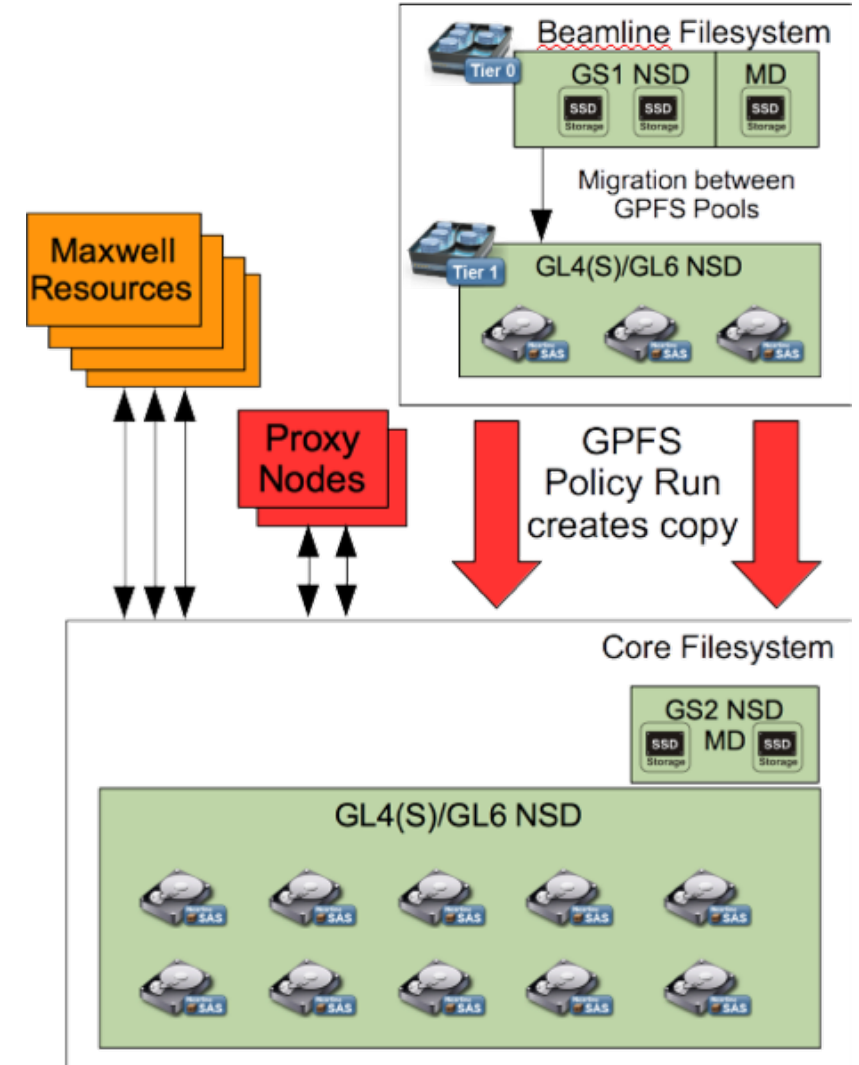 Beamline Filesystem
Tier 0
GS1 NSD
MD
SSD
Storage
SSD
Storage
SSD
Storage
Migration between
GPFS Pools
Tier 1
GL4(S)/GL6 NSD
SAS
SAS
SAS
Maxwell
Resources
Proxy
Nodes
GPFS
Policy Run
creates copy
Core Filesystem
GS2 NSD
MD
SSD
Storage
SSD
Storage
GL4(S)/GL6 NSD
SAS
SAS
SAS
SAS
SAS
SAS
SAS
SAS
SAS
SAS